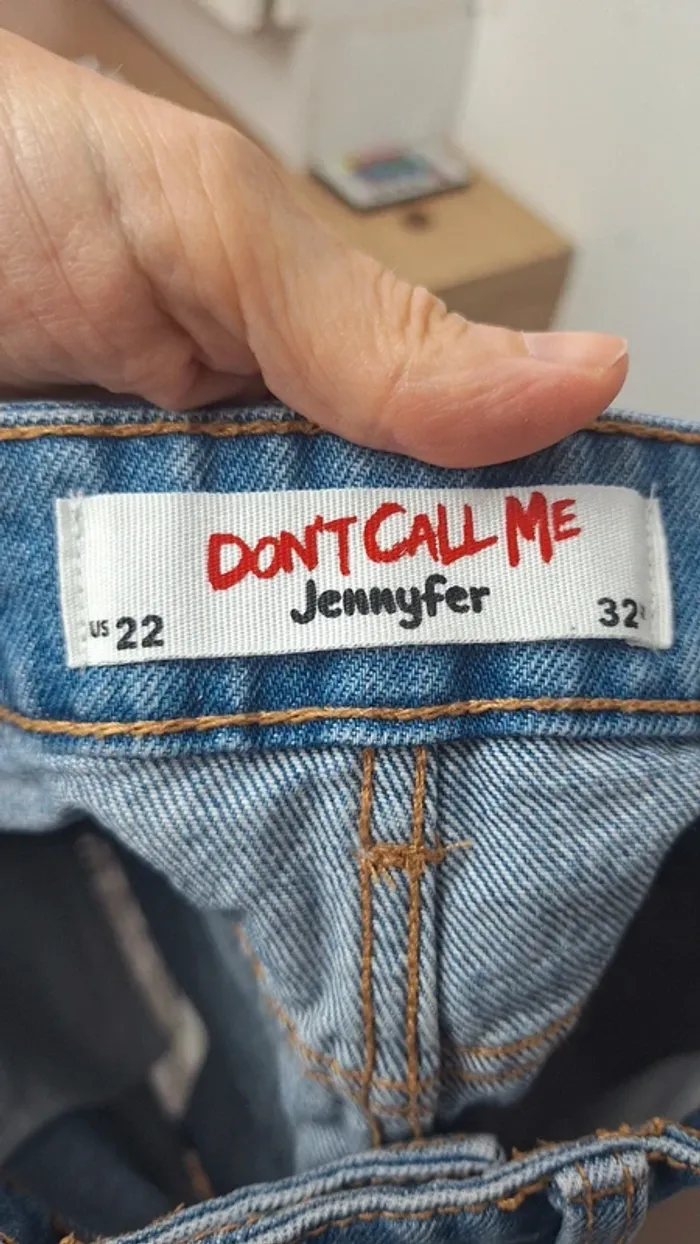 DON'T CALL ME
Jennyfer
US 22
32